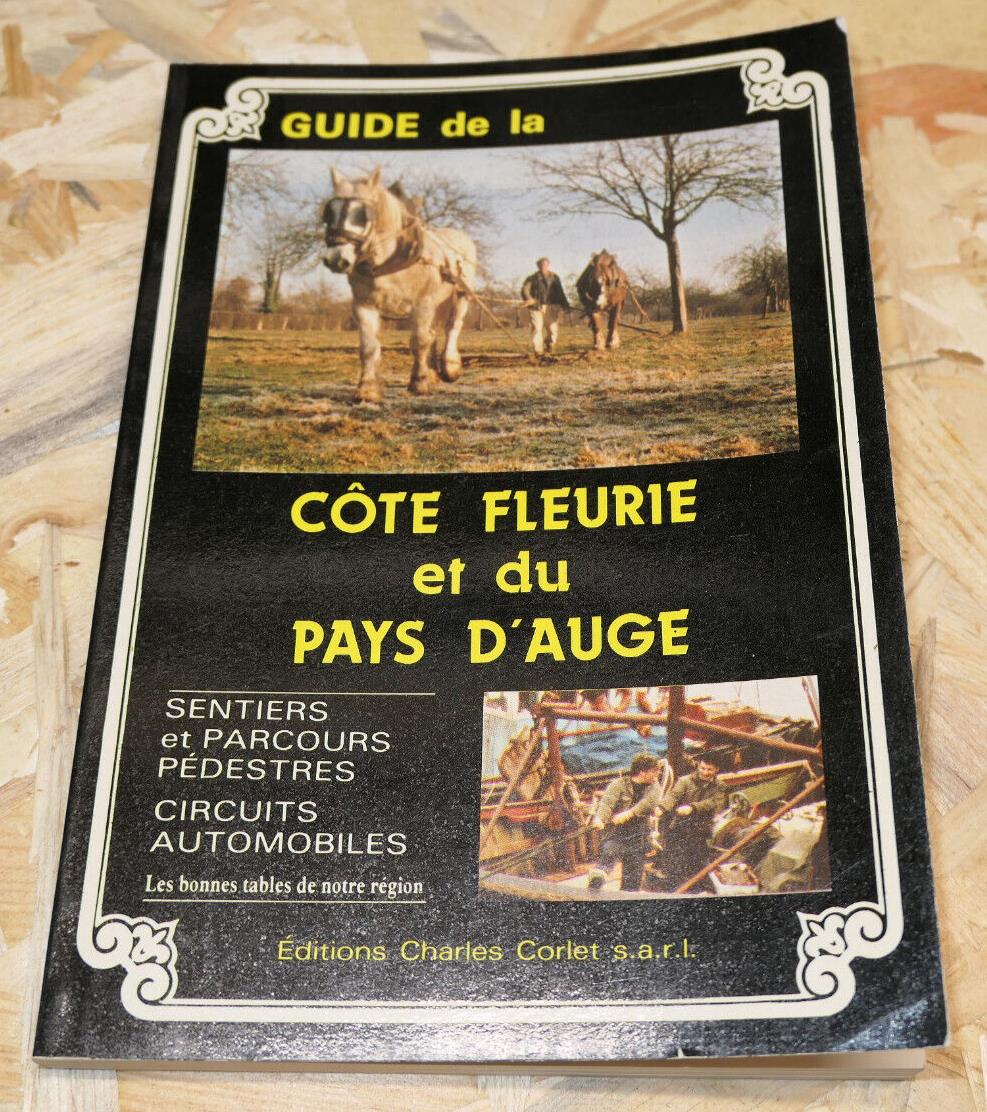 GUIDE de la
CÔTE FLEURIE
et du
PAYS D'AUGE
SENTIERS
et PARCOURS
PÉDESTRES
CIRCUITS
AUTOMOBILES
Les bonnes tables de notre région
Éditions Charles Corlet s.a.r.l.